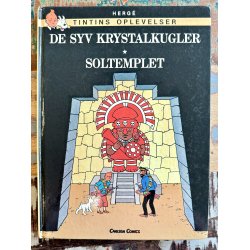 HERGÉ
TINTINS OPLEVELSER
DE SYV KRYSTALKUGLER
*
SOLTEMPLET
CARLSEN COMICS